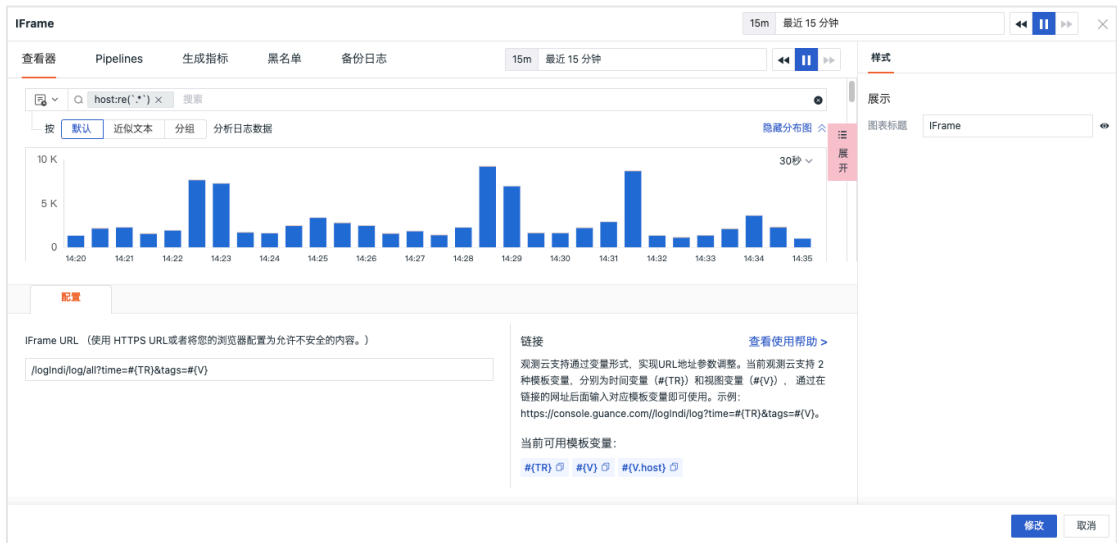 IFrame
15m 最近 15 分钟
查看器 Pipelines 生成指标 黑名单 备份日志
15m 最近 15 分钟
样式
host:re(`.*`) × 搜索
展示
按 默认 近似文本 分组 分析日志数据
隐藏分布图
图表标题 IFrame
展开
30秒
10 K
5 K
0
14:20 14:21 14:22 14:23 14:24 14:25 14:26 14:27 14:28 14:29 14:30 14:31 14:32 14:33 14:34 14:35
配置
IFrame URL （使用 HTTPS URL或者将您的浏览器配置为允许不安全的内容。）
/logIndi/log/all?time=#{TR}&tags=#{V}
链接 查看使用帮助 >
观测云支持通过变量形式，实现URL地址参数调整。当前观测云支持 2
种模板变量，分别为时间变量（#{TR}）和视图变量（#{V}）， 通过在
链接的网址后面输入对应模板变量即可使用。示例：
https://console.guance.com//logIndi/log?time=#{TR}&tags=#{V}。
当前可用模板变量：
#{TR} #{V} #{V.host}
修改 取消